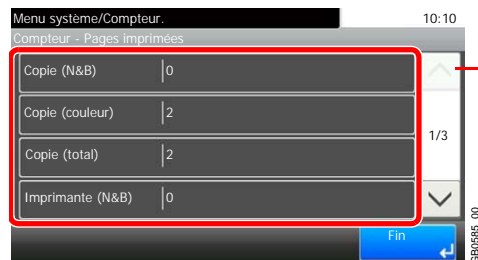 Menu système/Compteur.
10:10
Compteur - Pages imprimées
Copie (N&B) 0
Copie (couleur) 2
1/3
Copie (total) 2
Imprimante (N&B) 0
Fin
GB0585_00